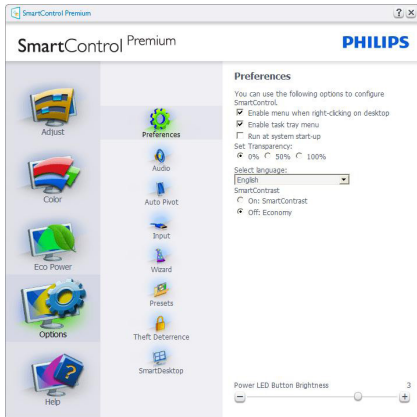 SmartControl Premium
? ×
SmartControl Premium
PHILIPS
Adjust
Color
Eco Power
Options
Help
Preferences
Audio
Auto Pivot
Input
Wizard
Presets
Theft Deterrence
SmartDesktop
Preferences
You can use the following options to configure
SmartControl.
Enable menu when right-clicking on desktop
Enable task tray menu
Run at system start-up
Set Transparency:
0% 50% 100%
Select language:
English
SmartContrast
On: SmartContrast
Off: Economy
Power LED Button Brightness 3